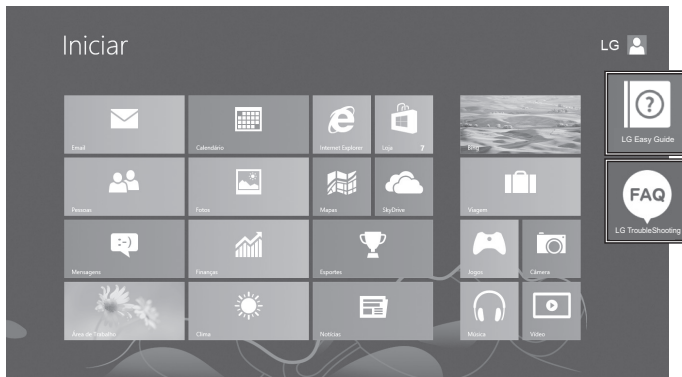 Iniciar
LG
Email
Calendário
Internet Explorer
Loja 7
Bing
LG Easy Guide
Pessoas
Fotos
Mapas
SkyDrive
Viagem
FAQ
LG TroubleShooting
Mensagens
Finanças
Esportes
Jogos
Câmera
Área de Trabalho
Clima
Notícias
Música
Vídeo